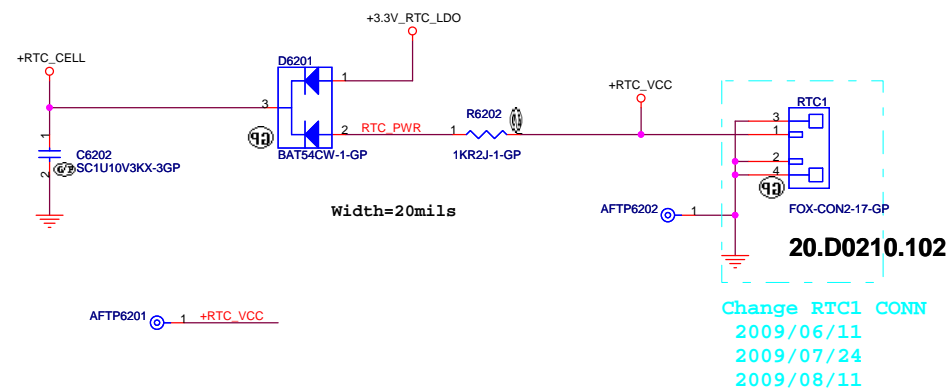 +3.3V_RTC_LDO
+RTC_CELL
D6201
1
3
2
RTC_PWR
GP
BAT54CW-1-GP
1
2
C6202
SC1U10V3KX-3GP
R6202
1
1KR2J-1-GP
Width=20mils
+RTC_VCC
RTC1
3
1
2
4
GP
FOX-CON2-17-GP
AFTP6202
1
20.D0210.102
AFTP6201
1
+RTC_VCC
Change RTC1 CONN
2009/06/11
2009/07/24
2009/08/11